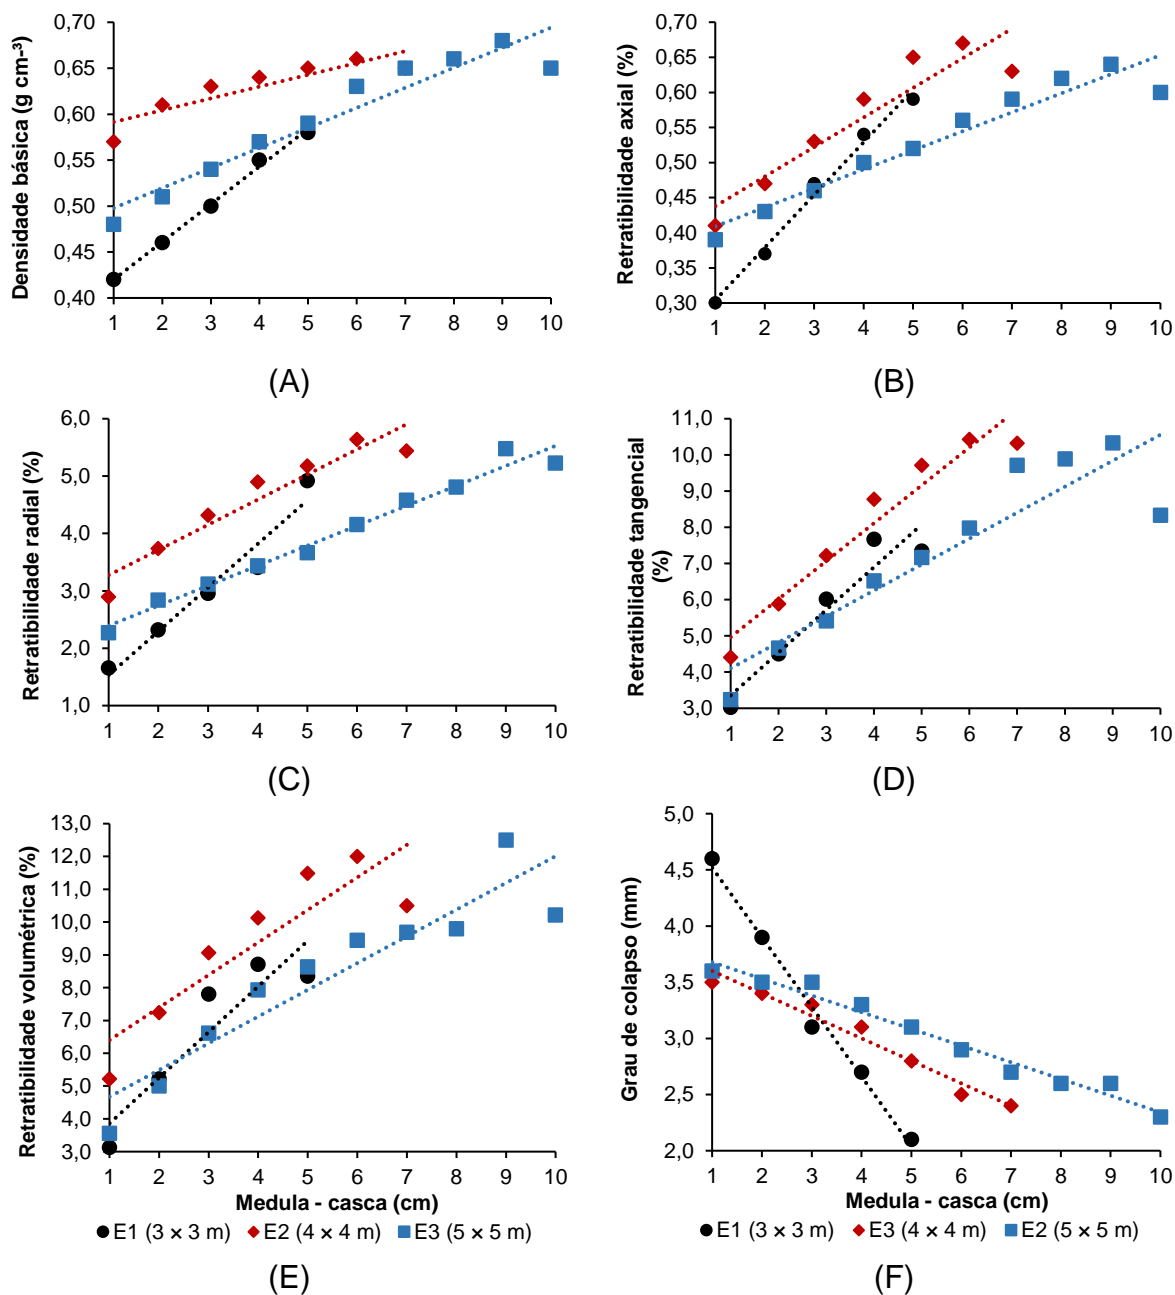 Densidade básica (g cm-³)
0,70
0,65
0,60
0,55
0,50
0,45
0,40
1 2 3 4 5 6 7 8 9 10
(A)
Retratibilidade axial (%)
0,70
0,65
0,60
0,55
0,50
0,45
0,40
0,35
0,30
1 2 3 4 5 6 7 8 9 10
(B)
Retratibilidade radial (%)
6,0
5,0
4,0
3,0
2,0
1,0
1 2 3 4 5 6 7 8 9 10
(C)
Retratibilidade tangencial
(%)
11,0
10,0
9,0
8,0
7,0
6,0
5,0
4,0
3,0
1 2 3 4 5 6 7 8 9 10
(D)
Retratibilidade volumétrica (%)
13,0
12,0
11,0
10,0
9,0
8,0
7,0
6,0
5,0
4,0
3,0
1 2 3 4 5 6 7 8 9 10
Medula - casca (cm)
E1 (3 × 3 m) E2 (4 × 4 m) E3 (5 × 5 m)
(E)
Grau de colapso (mm)
5,0
4,5
4,0
3,5
3,0
2,5
2,0
1 2 3 4 5 6 7 8 9 10
Medula - casca (cm)
E1 (3 × 3 m) E3 (4 × 4 m) E2 (5 × 5 m)
(F)